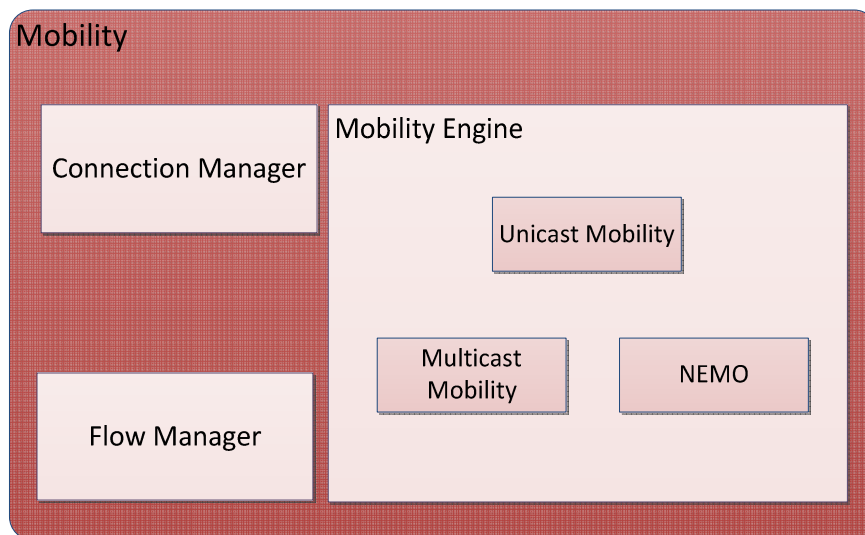 Mobility
Connection Manager
Mobility Engine
Unicast Mobility
Multicast
Mobility
NEMO
Flow Manager